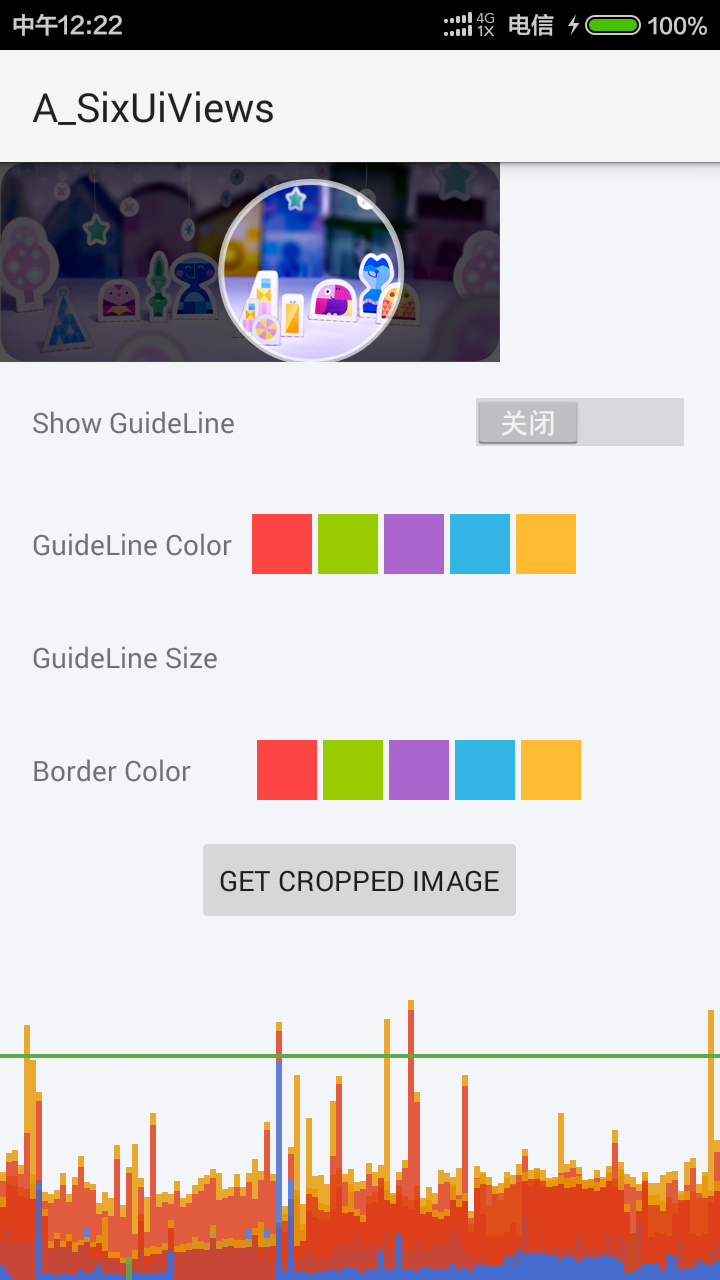 中午12:22
4G
1X
电信
100%
A_SixUiViews
Show GuideLine
关闭
GuideLine Color
GuideLine Size
Border Color
GET CROPPED IMAGE